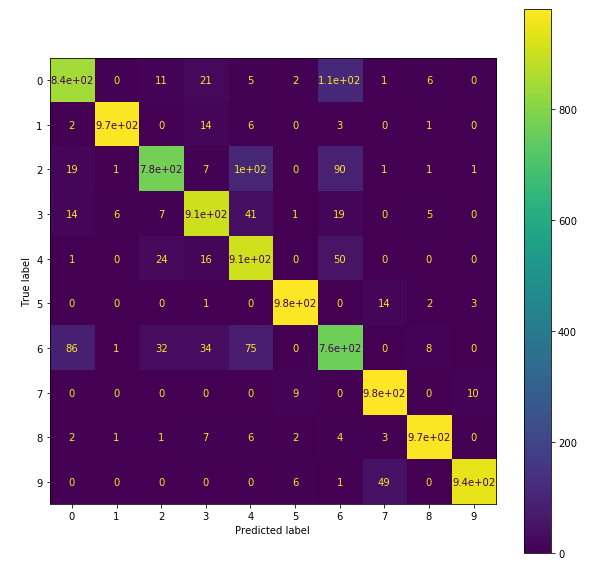 0 8.4e+02 0 11 21 5 2 1.1e+02 1 6 0
1 2 9.7e+02 0 14 6 0 3 0 1 0
2 19 1 7.8e+02 7 1e+02 0 90 1 1 1
3 14 6 7 9.1e+02 41 1 19 0 5 0
4 1 0 24 16 9.1e+02 0 50 0 0 0
5 0 0 0 1 0 9.8e+02 0 14 2 3
6 86 1 32 34 75 0 7.6e+02 0 8 0
7 0 0 0 0 0 9 0 9.8e+02 0 10
8 2 1 1 7 6 2 4 3 9.7e+02 0
9 0 0 0 0 0 6 1 49 0 9.4e+02
0 1 2 3 4 5 6 7 8 9
Predicted label
True label
800
600
400
200
0